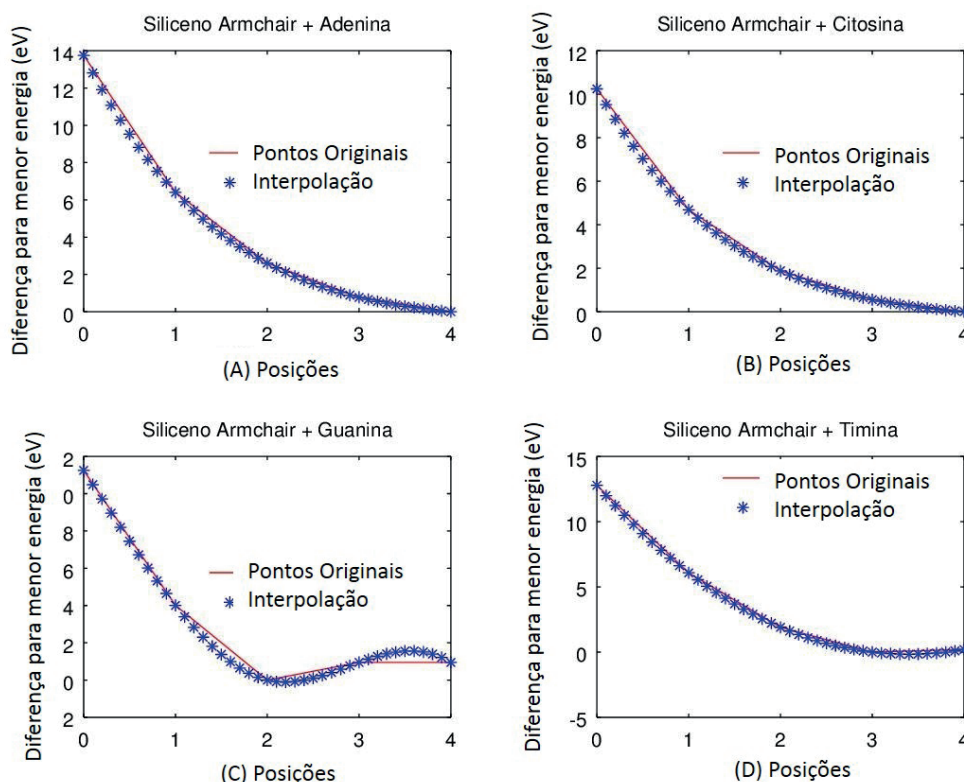 Siliceno Armchair + Adenina
Diferença para menor energia (eV)
14
12
10
8
6
4
2
0
Pontos Originais
Interpolação
0 1 2 3 4
(A) Posições
Siliceno Armchair + Citosina
Diferença para menor energia (eV)
12
10
8
6
4
2
0
Pontos Originais
Interpolação
0 1 2 3 4
(B) Posições
Siliceno Armchair + Guanina
Diferença para menor energia (eV)
2
0
8
6
4
2
0
2
Pontos Originais
Interpolação
0 1 2 3 4
(C) Posições
Siliceno Armchair + Timina
Diferença para menor energia (eV)
15
10
5
0
-5
Pontos Originais
Interpolação
0 1 2 3 4
(D) Posições